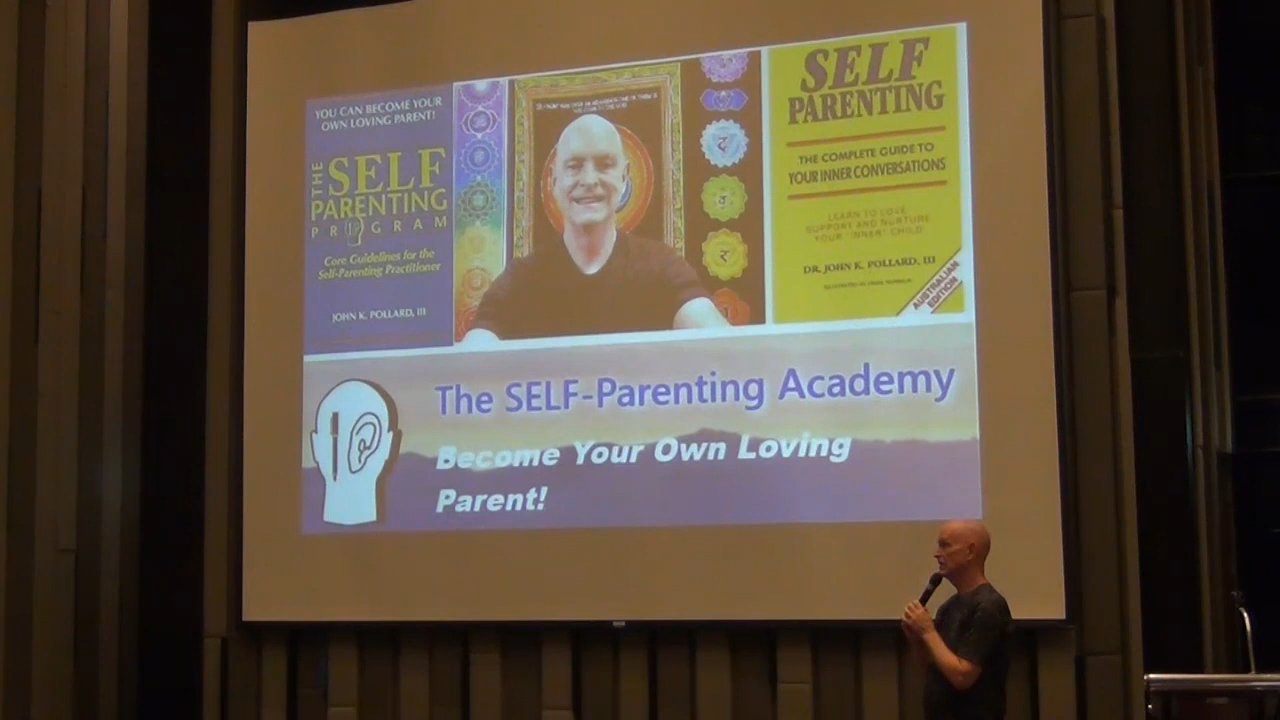 YOU CAN BECOME YOUR
OWN LOVING PARENT!
THE
SELF
PARENTING
PROGRAM
Core Guidelines for the
Self-Parenting Practitioner
JOHN K. POLLARD, III
SELF
PARENTING
THE COMPLETE GUIDE TO
YOUR INNER CONVERSATIONS
LEARN TO LOVE
SUPPORT AND NURTURE
YOUR "INNER" CHILD
DR. JOHN K. POLLARD, III
AUSTRALIAN
EDITION
The SELF-Parenting Academy
Become Your Own Loving
Parent!